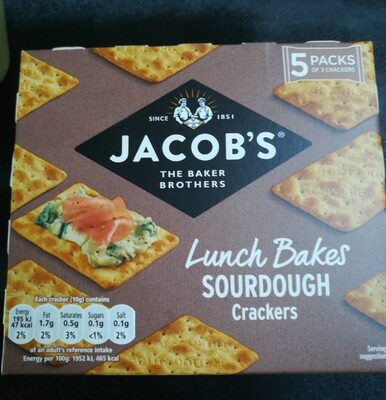 5 PACKS
OF 3 CRACKERS
SINCE 1851
JACOB'S®
THE BAKER
BROTHERS
Lunch Bakes
SOURDOUGH
Crackers
Each cracker (10g) contains
Energy Fat Saturates Sugars Salt
195 kJ 1.7g 0.5g 0.1g 0.1g
47 kcal
2% 2% 3% <1% 2%
of an adult's reference intake
Energy per 100g: 1952 kJ, 465 kcal
Serving
suggestion